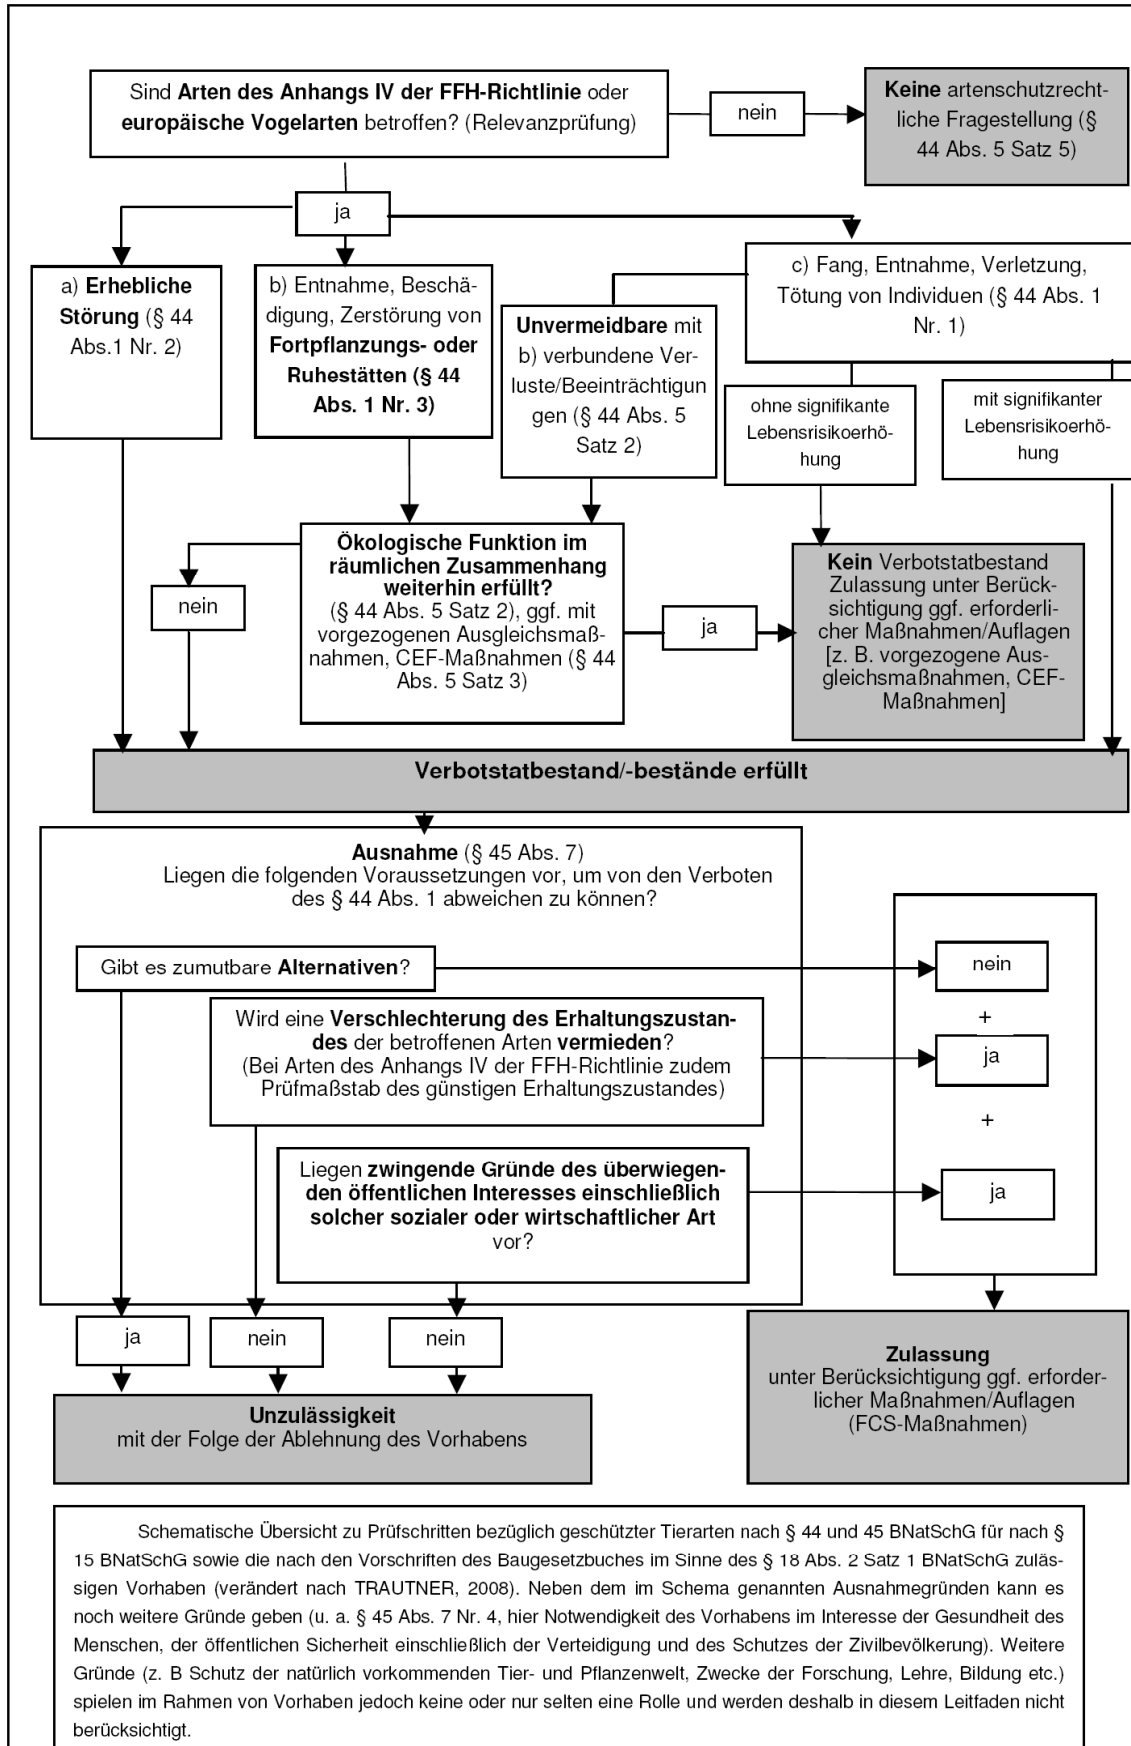 Sind Arten des Anhangs IV der FFH-Richtlinie oder
europäische Vogelarten betroffen? (Relevanzprüfung)
nein
Keine artenschutzrecht-
liche Fragestellung (§
44 Abs. 5 Satz 5)
ja
a) Erhebliche
Störung (§ 44
Abs.1 Nr. 2)
b) Entnahme, Beschä-
digung, Zerstörung von
Fortpflanzungs- oder
Ruhestätten (§ 44
Abs. 1 Nr. 3)
Unvermeidbare mit
b) verbundene Ver-
luste/Beeinträchtigun
gen (§ 44 Abs. 5
Satz 2)
c) Fang, Entnahme, Verletzung,
Tötung von Individuen (§ 44 Abs. 1
Nr. 1)
ohne signifikante
Lebensrisikoerhö-
hung
mit signifikanter
Lebensrisikoerhö-
hung
Ökologische Funktion im
räumlichen Zusammenhang
weiterhin erfüllt?
(§ 44 Abs. 5 Satz 2), ggf. mit
vorgezogenen Ausgleichsmaß-
nahmen, CEF-Maßnahmen (§ 44
Abs. 5 Satz 3)
nein
ja
Kein Verbotstatbestand
Zulassung unter Berück-
sichtigung ggf. erforderli-
cher Maßnahmen/Auflagen
[z. B. vorgezogene Aus-
gleichsmaßnahmen, CEF-
Maßnahmen]
Verbotstatbestand/-bestände erfüllt
Ausnahme (§ 45 Abs. 7)
Liegen die folgenden Voraussetzungen vor, um von den Verboten
des § 44 Abs. 1 abweichen zu können?
Gibt es zumutbare Alternativen?
nein
+
Wird eine Verschlechterung des Erhaltungszustan-
des der betroffenen Arten vermieden?
(Bei Arten des Anhangs IV der FFH-Richtlinie zudem
Prüfmaßstab des günstigen Erhaltungszustandes)
ja
+
Liegen zwingende Gründe des überwiegen-
den öffentlichen Interesses einschließlich
solcher sozialer oder wirtschaftlicher Art
vor?
ja
ja
nein
nein
Unzulässigkeit
mit der Folge der Ablehnung des Vorhabens
Zulassung
unter Berücksichtigung ggf. erforder-
licher Maßnahmen/Auflagen
(FCS-Maßnahmen)
Schematische Übersicht zu Prüfschritten bezüglich geschützter Tierarten nach § 44 und 45 BNatSchG für nach §
15 BNatSchG sowie die nach den Vorschriften des Baugesetzbuches im Sinne des § 18 Abs. 2 Satz 1 BNatSchG zuläs-
sigen Vorhaben (verändert nach TRAUTNER, 2008). Neben dem im Schema genannten Ausnahmegründen kann es
noch weitere Gründe geben (u. a. § 45 Abs. 7 Nr. 4, hier Notwendigkeit des Vorhabens im Interesse der Gesundheit des
Menschen, der öffentlichen Sicherheit einschließlich der Verteidigung und des Schutzes der Zivilbevölkerung). Weitere
Gründe (z. B Schutz der natürlich vorkommenden Tier- und Pflanzenwelt, Zwecke der Forschung, Lehre, Bildung etc.)
spielen im Rahmen von Vorhaben jedoch keine oder nur selten eine Rolle und werden deshalb in diesem Leitfaden nicht
berücksichtigt.